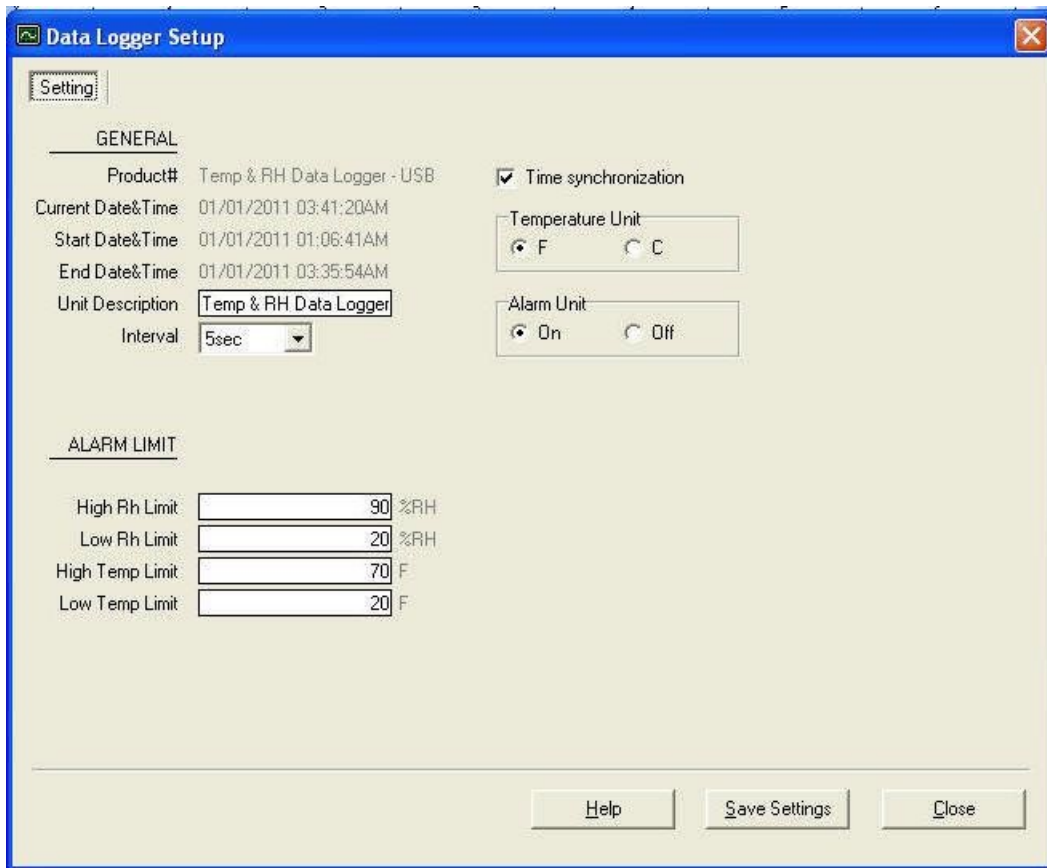 Data Logger Setup
Setting
GENERAL
Product# Temp & RH Data Logger - USB
Current Date&Time 01/01/2011 03:41:20AM
Start Date&Time 01/01/2011 01:06:41AM
End Date&Time 01/01/2011 03:35:54AM
Unit Description Temp & RH Data Logger
Interval 5sec
Time synchronization
Temperature Unit
F C
Alarm Unit
On Off
ALARM LIMIT
High Rh Limit 90 %RH
Low Rh Limit 20 %RH
High Temp Limit 70 F
Low Temp Limit 20 F
Help Save Settings Close